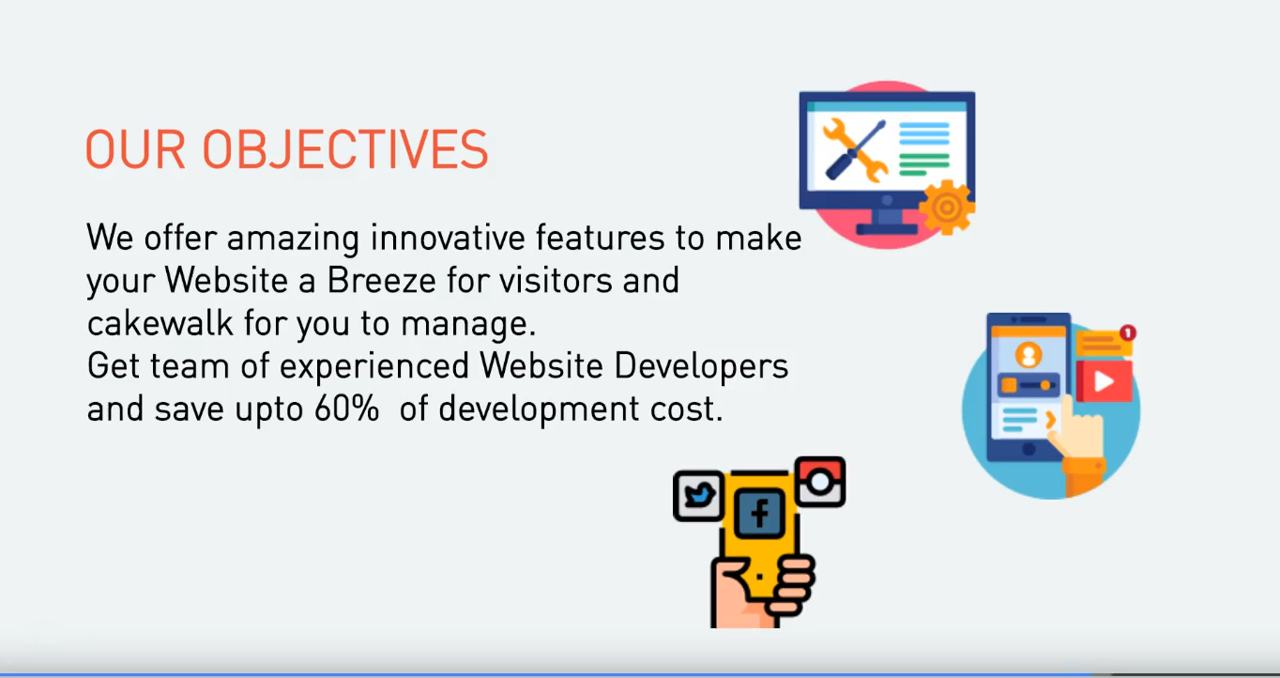 OUR OBJECTIVES
We offer amazing innovative features to make
your Website a Breeze for visitors and
cakewalk for you to manage.
Get team of experienced Website Developers
and save upto 60%  of development cost.
1
f